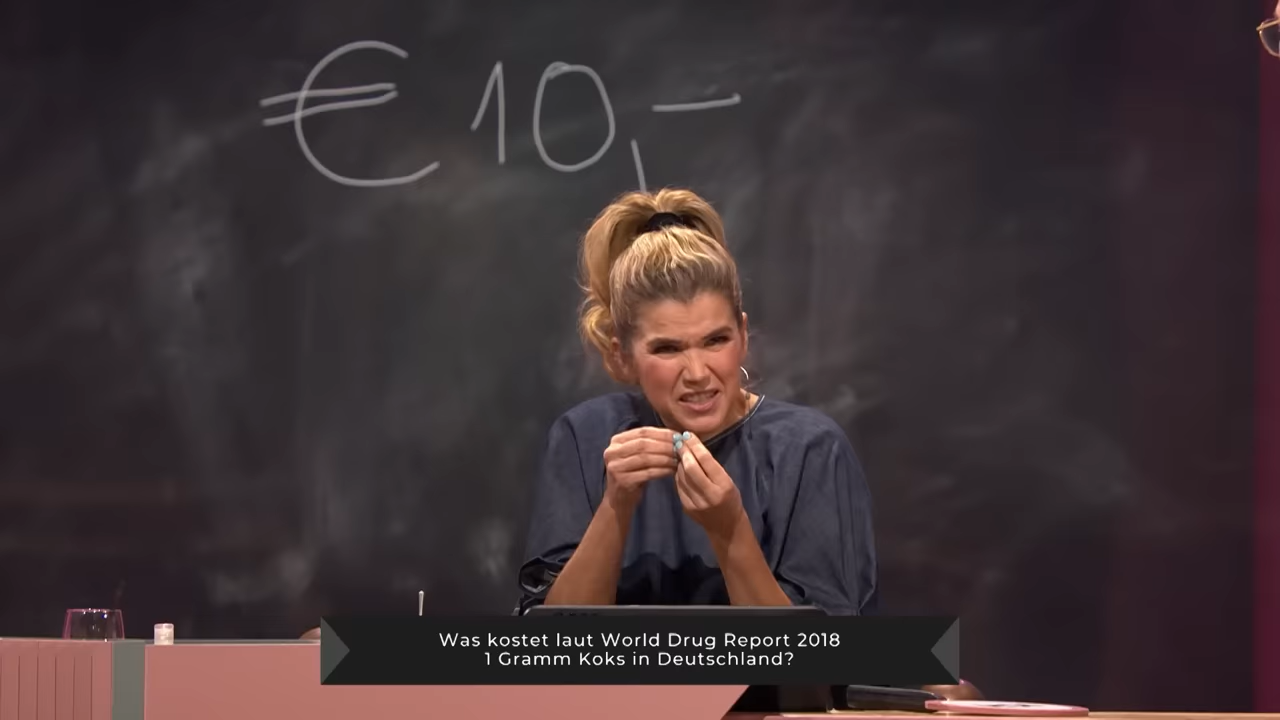 € 10,-
Was kostet laut World Drug Report 2018
1 Gramm Koks in Deutschland?